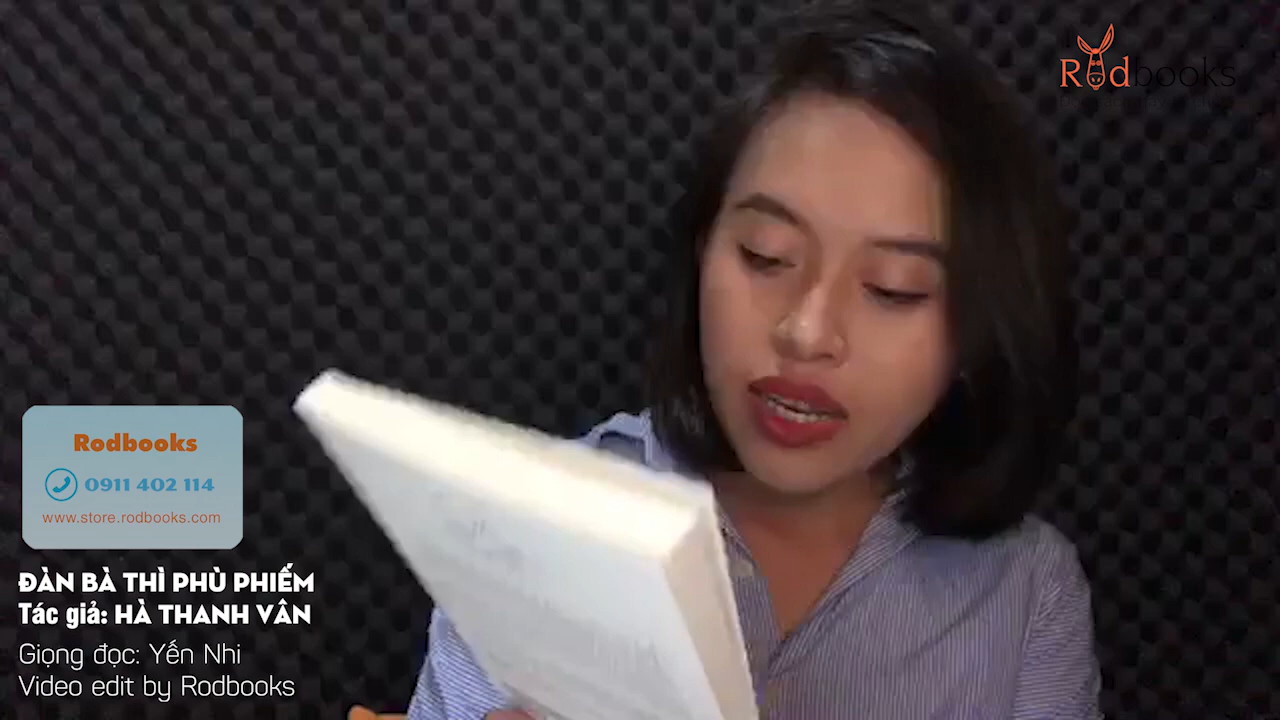 Rodbooks
Rodbooks
0911 402 114
www.store.rodbooks.com
ĐÀN BÀ THÌ PHÙ PHIẾM
Tác giả: HÀ THANH VÂN
Giọng đọc: Yến Nhi
Video edit by Rodbooks